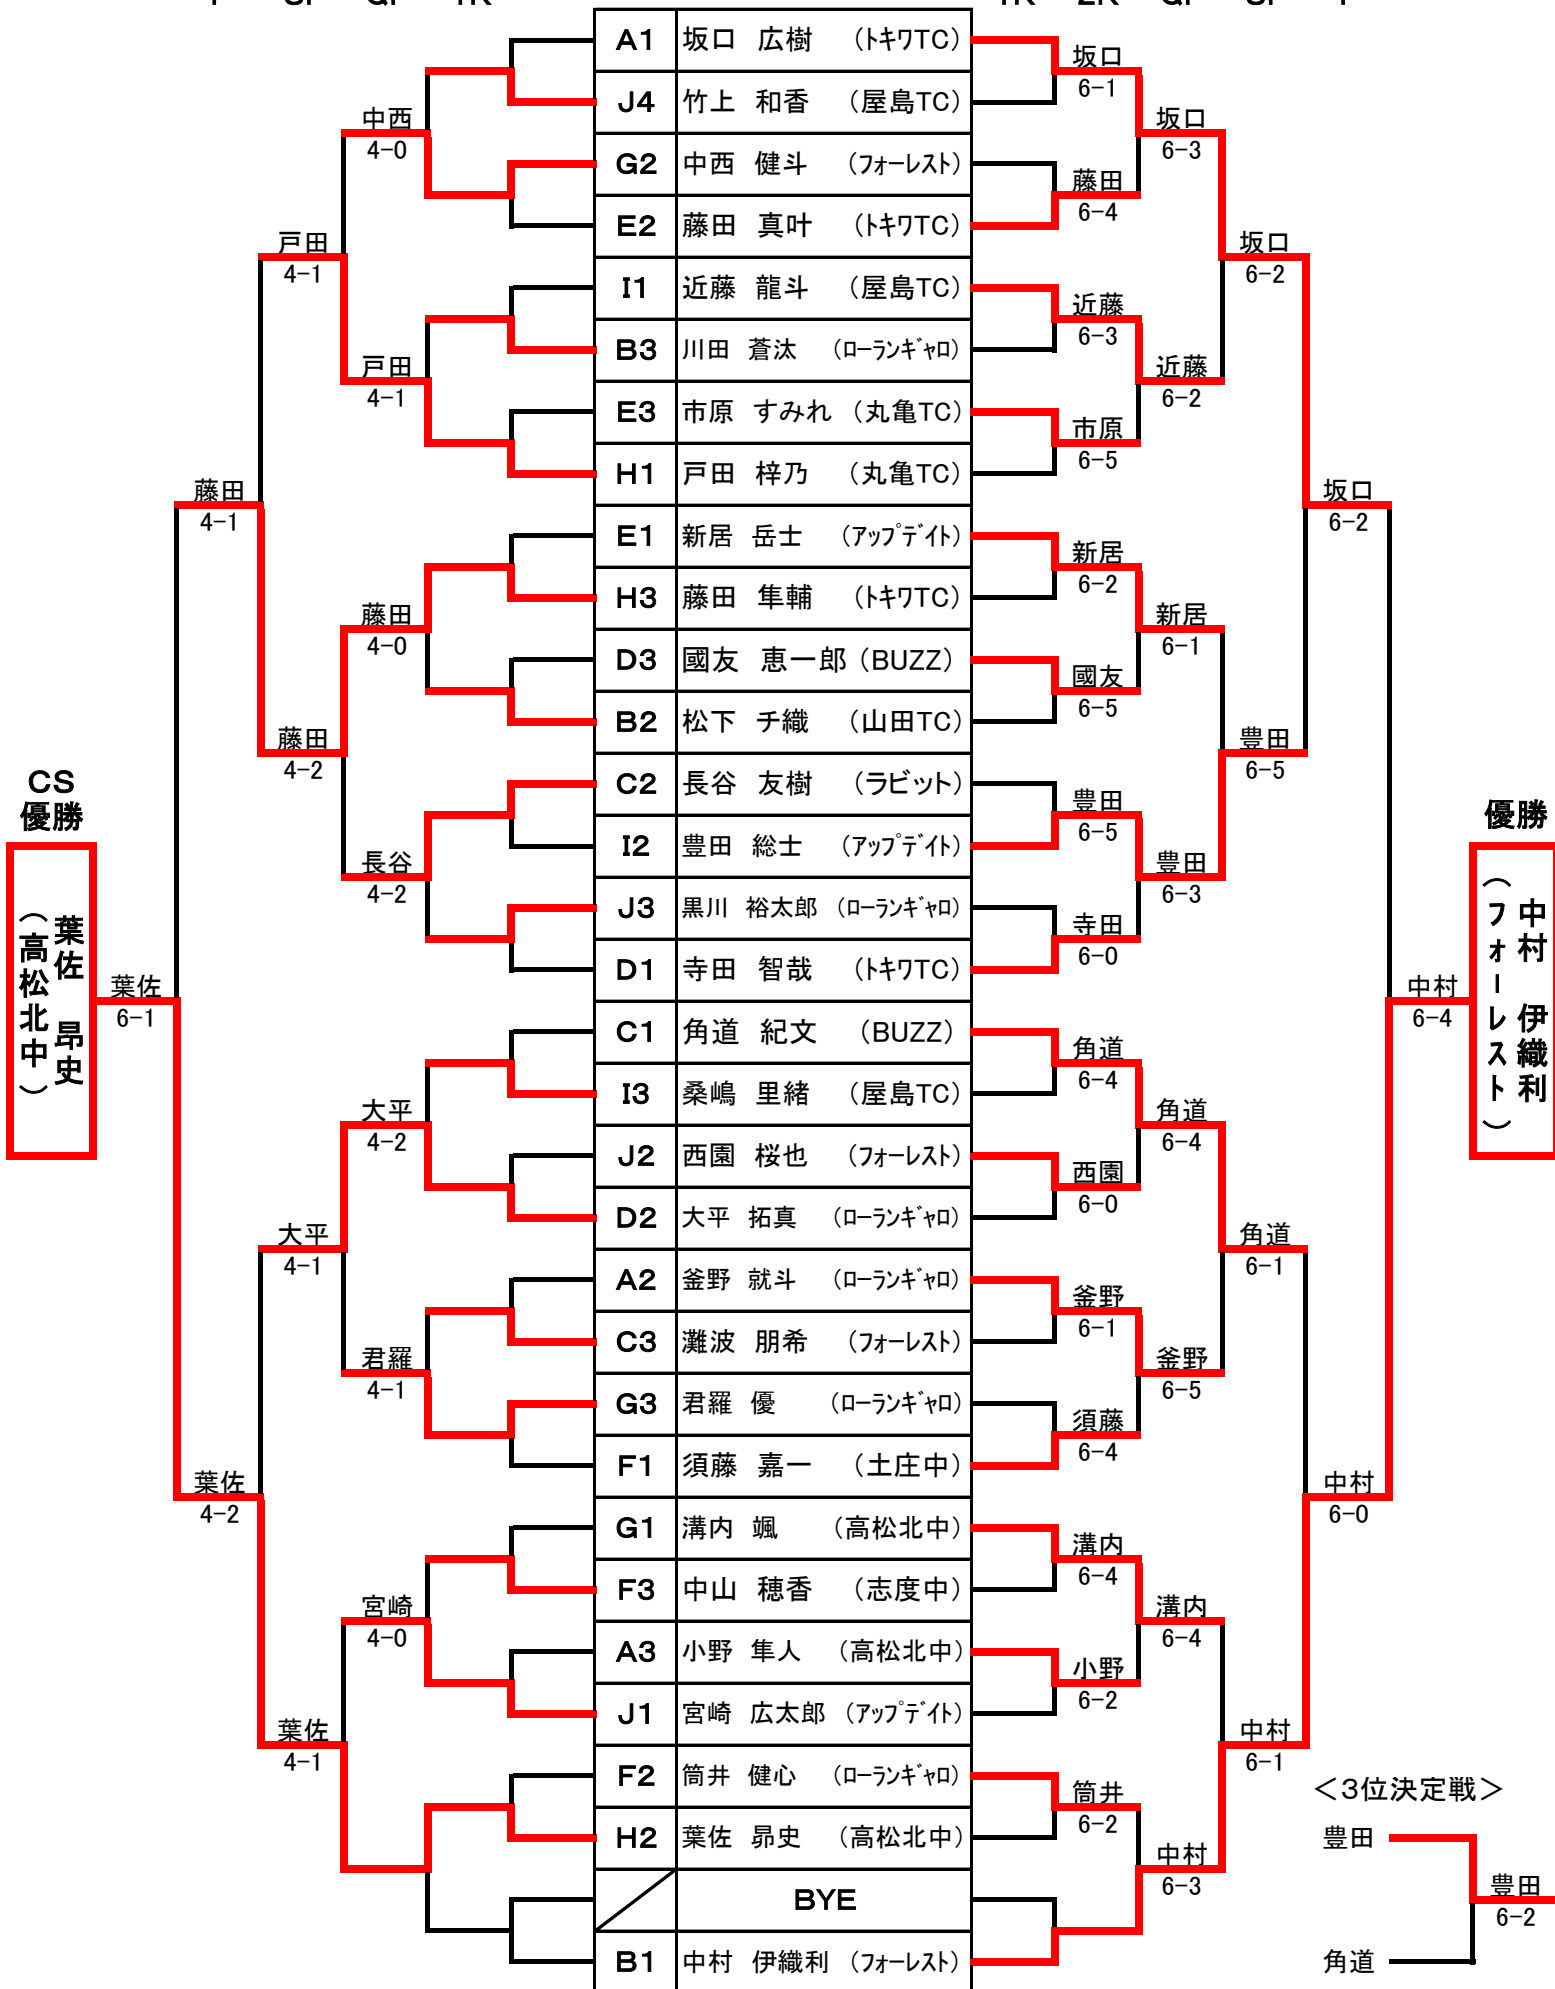 A1 坂口 広樹 (トキワTC)
J4 竹上 和香 (屋島TC)
G2 中西 健斗 (フォーレスト)
E2 藤田 真叶 (トキワTC)
I1 近藤 龍斗 (屋島TC)
B3 川田 蒼汰 (ローランギャロ)
E3 市原 すみれ (丸亀TC)
H1 戸田 梓乃 (丸亀TC)
E1 新居 岳士 (アップデイト)
H3 藤田 隼輔 (トキワTC)
D3 國友 恵一郎 (BUZZ)
B2 松下 チ織 (山田TC)
C2 長谷 友樹 (ラビット)
I2 豊田 総士 (アップデイト)
J3 黒川 裕太郎 (ローランギャロ)
D1 寺田 智哉 (トキワTC)
C1 角道 紀文 (BUZZ)
I3 桑嶋 里緒 (屋島TC)
J2 西園 桜也 (フォーレスト)
D2 大平 拓真 (ローランギャロ)
A2 釜野 就斗 (ローランギャロ)
C3 灘波 朋希 (フォーレスト)
G3 君羅 優 (ローランギャロ)
F1 須藤 嘉一 (土庄中)
G1 溝内 颯 (高松北中)
F3 中山 穂香 (志度中)
A3 小野 隼人 (高松北中)
J1 宮崎 広太郎 (アップデイト)
F2 筒井 健心 (ローランギャロ)
H2 葉佐 昴史 (高松北中)
BYE
B1 中村 伊織利 (フォーレスト)
中西
4-0
戸田
4-1
長谷
4-2
藤田
4-0
大平
4-2
君羅
4-1
宮崎
4-0
戸田
4-1
藤田
4-2
大平
4-1
葉佐
4-1
藤田
4-1
葉佐
4-2
葉佐
6-1
CS
優勝
葉佐 昂史
(高松北中)
坂口
6-1
藤田
6-4
近藤
6-3
市原
6-5
新居
6-2
國友
6-5
豊田
6-5
寺田
6-0
角道
6-4
西園
6-0
釜野
6-1
須藤
6-4
溝内
6-4
小野
6-2
筒井
6-2
坂口
6-3
近藤
6-2
新居
6-1
豊田
6-3
角道
6-4
釜野
6-5
溝内
6-4
中村
6-3
坂口
6-2
豊田
6-5
角道
6-1
中村
6-1
坂口
6-2
中村
6-0
中村
6-4
優勝
中村 伊織利
(フォーレスト)
<3位決定戦>
豊田
角道
豊田
6-2